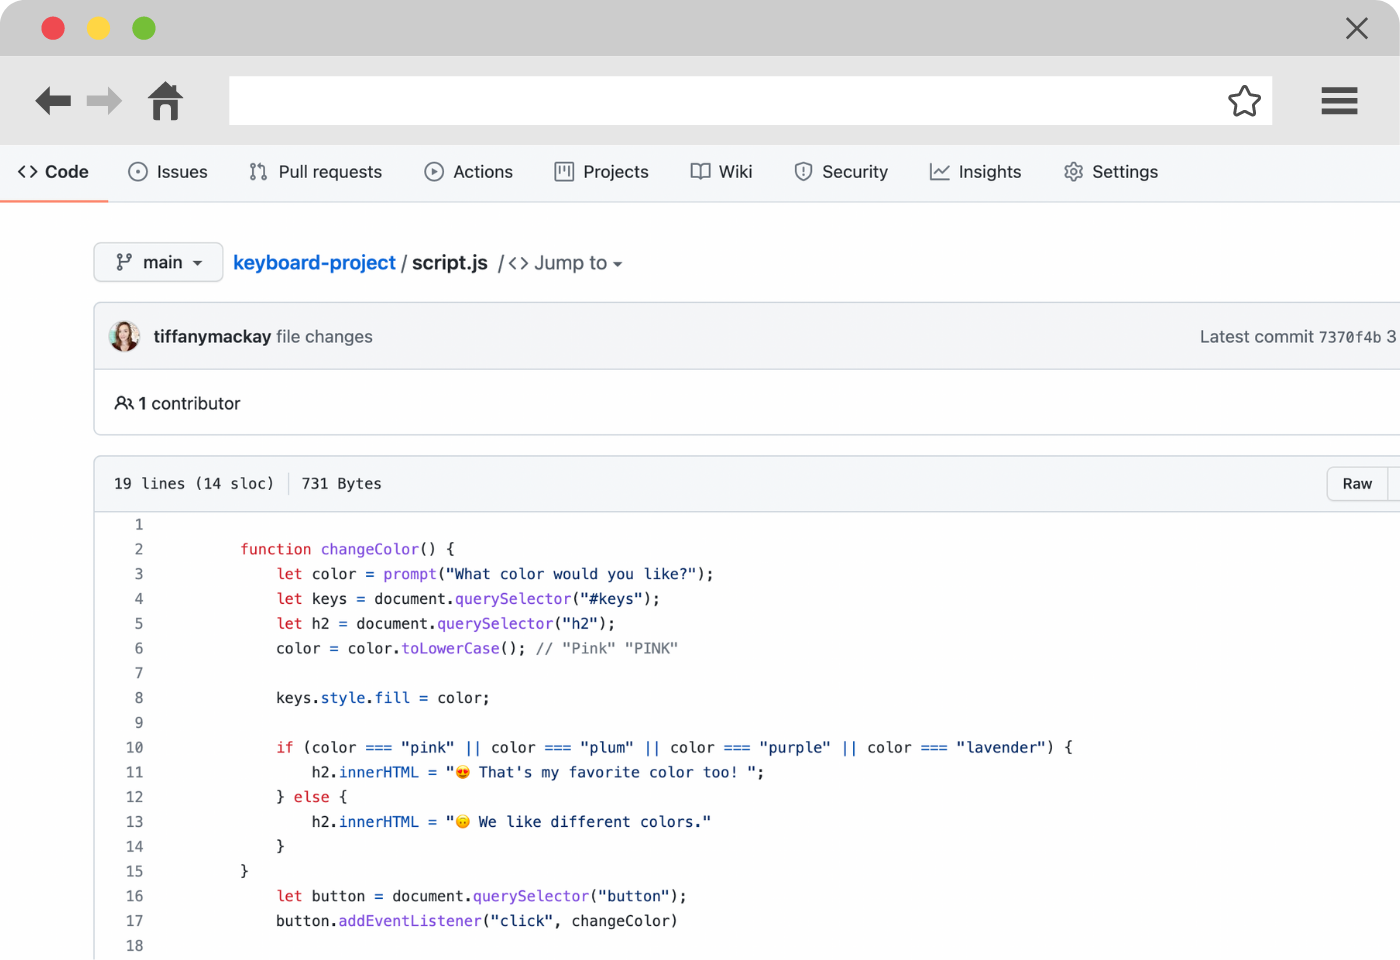 Code Issues Pull requests Actions Projects Wiki Security Insights Settings
main keyboard-project / script.js / <> Jump to
tiffanymackay file changes Latest commit 7370f4b 3
1 contributor
19 lines (14 sloc) 731 Bytes Raw
1
2 function changeColor() {
3 let color = prompt("What color would you like?");
4 let keys = document.querySelector("#keys");
5 let h2 = document.querySelector("h2");
6 color = color.toLowerCase(); // "Pink" "PINK"
7
8 keys.style.fill = color;
9
10 if (color === "pink" || color === "plum" || color === "purple" || color === "lavender") {
11 h2.innerHTML = "😍 That's my favorite color too! ";
12 } else {
13 h2.innerHTML = "🙃 We like different colors."
14 }
15 }
16 let button = document.querySelector("button");
17 button.addEventListener("click", changeColor)
18